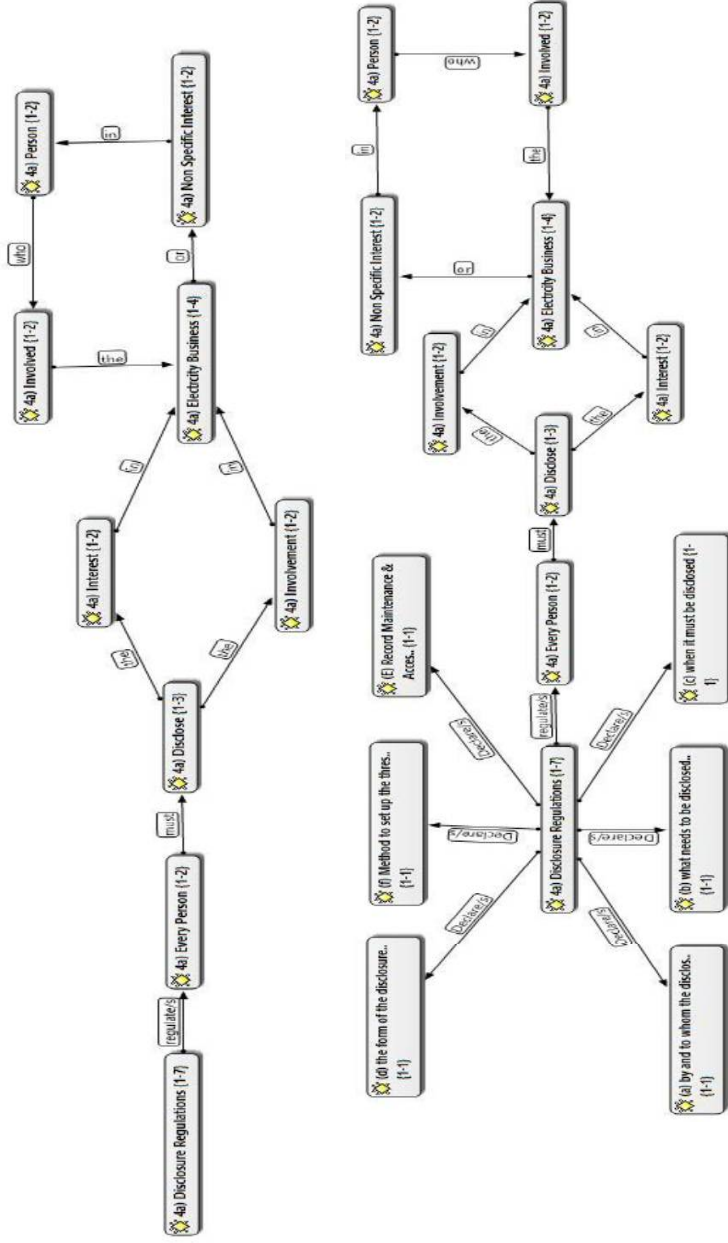 4a) Disclosure Regulations {1-7}
regulate/s
4a) Every Person {1-2}
must
4a) Disclose {1-3}
the
the
4a) Interest {1-2}
4a) Involvement {1-2}
in
in
4a) Electrcity Business {1-4}
the
4a) Involved {1-2}
who
4a) Person {1-2}
in
4a) Non Specific Interest {1-2}
or
(d) the form of the disclosure..
{1-1}
(f) Method to set up the thres..
{1-1}
(E) Record Maintenance &
Acces.. {1-1}
Declare/s
Declare/s
Declare/s
4a) Disclosure Regulations {1-7}
regulate/s
4a) Every Person {1-2}
must
4a) Disclose {1-3}
the
the
4a) Involvement {1-2}
4a) Interest {1-2}
in
in
4a) Electrcity Business {1-4}
or
4a) Non Specific Interest {1-2}
in
4a) Person {1-2}
who
4a) Involved {1-2}
the
Declare/s
Declare/s
Declare/s
(a) by and to whom the disclos..
{1-1}
(b) what needs to be disclosed..
{1-1}
(c) when it must be disclosed {1-
1}